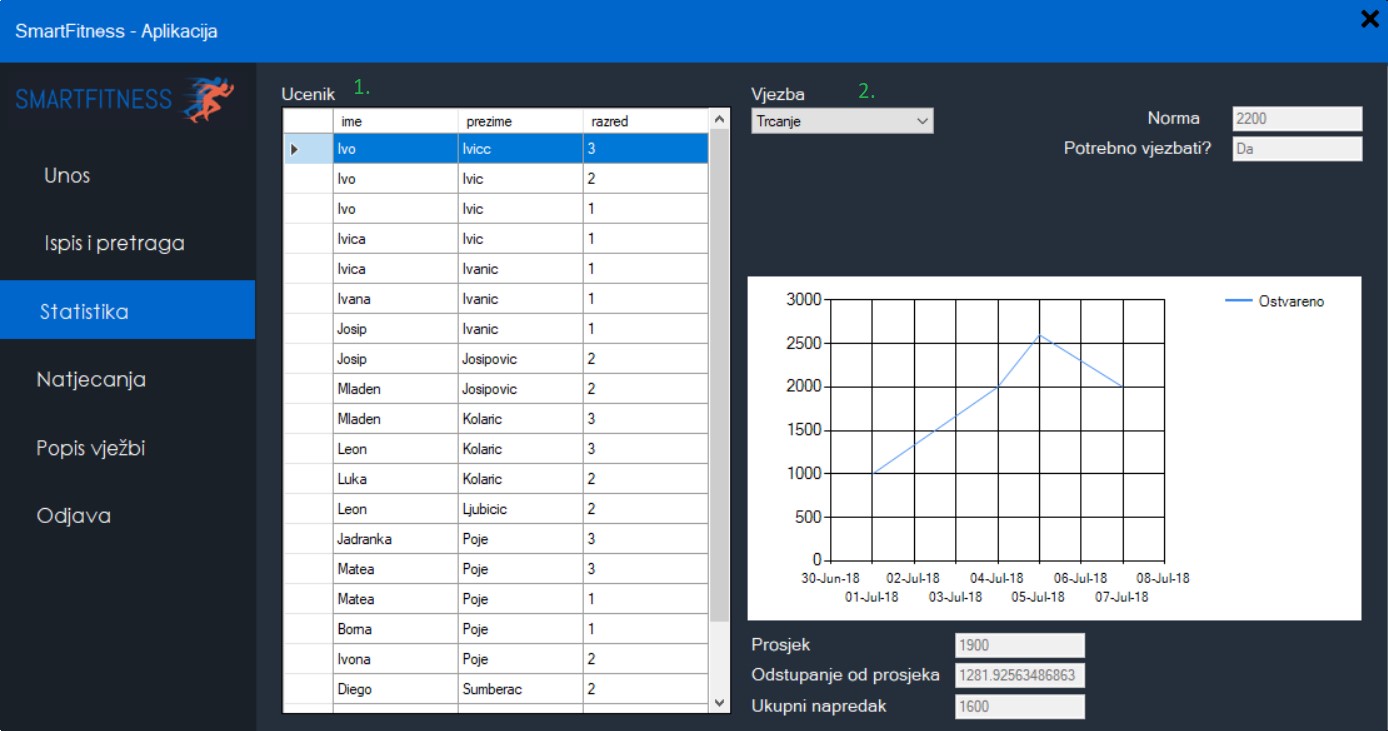 SmartFitness - Aplikacija
SMARTFITNESS
Unos
Ispis i pretraga
Statistika
Natjecanja
Popis vježbi
Odjava
Ucenik 1.
ime prezime razred
Ivo Ivicc 3
Ivo Ivic 2
Ivo Ivic 1
Ivica Ivic 1
Ivica Ivanic 1
Ivana Ivanic 1
Josip Ivanic 1
Josip Josipovic 2
Mladen Josipovic 2
Mladen Kolaric 3
Leon Kolaric 3
Luka Kolaric 2
Leon Ljubicic 2
Jadranka Poje 3
Matea Poje 3
Matea Poje 1
Borna Poje 1
Ivona Poje 2
Diego Sumberac 2
Vjezba 2.
Trcanje
Norma 2200
Potrebno vjezbati? Da
3000
2500
2000
1500
1000
500
0
30-Jun-18 02-Jul-18 04-Jul-18 06-Jul-18 08-Jul-18
01-Jul-18 03-Jul-18 05-Jul-18 07-Jul-18
Ostvareno
Prosjek 1900
Odstupanje od prosjeka 1281.92563486863
Ukupni napredak 1600